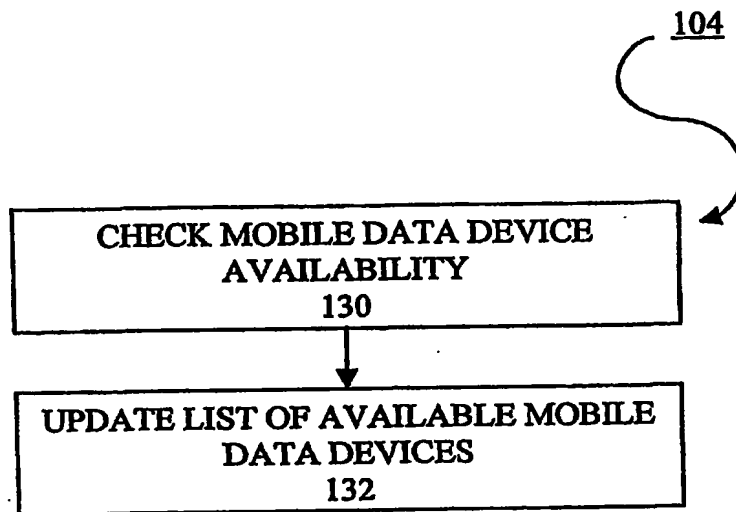 104
CHECK MOBILE DATA DEVICE
AVAILABILITY
130
UPDATE LIST OF AVAILABLE MOBILE
DATA DEVICES
132